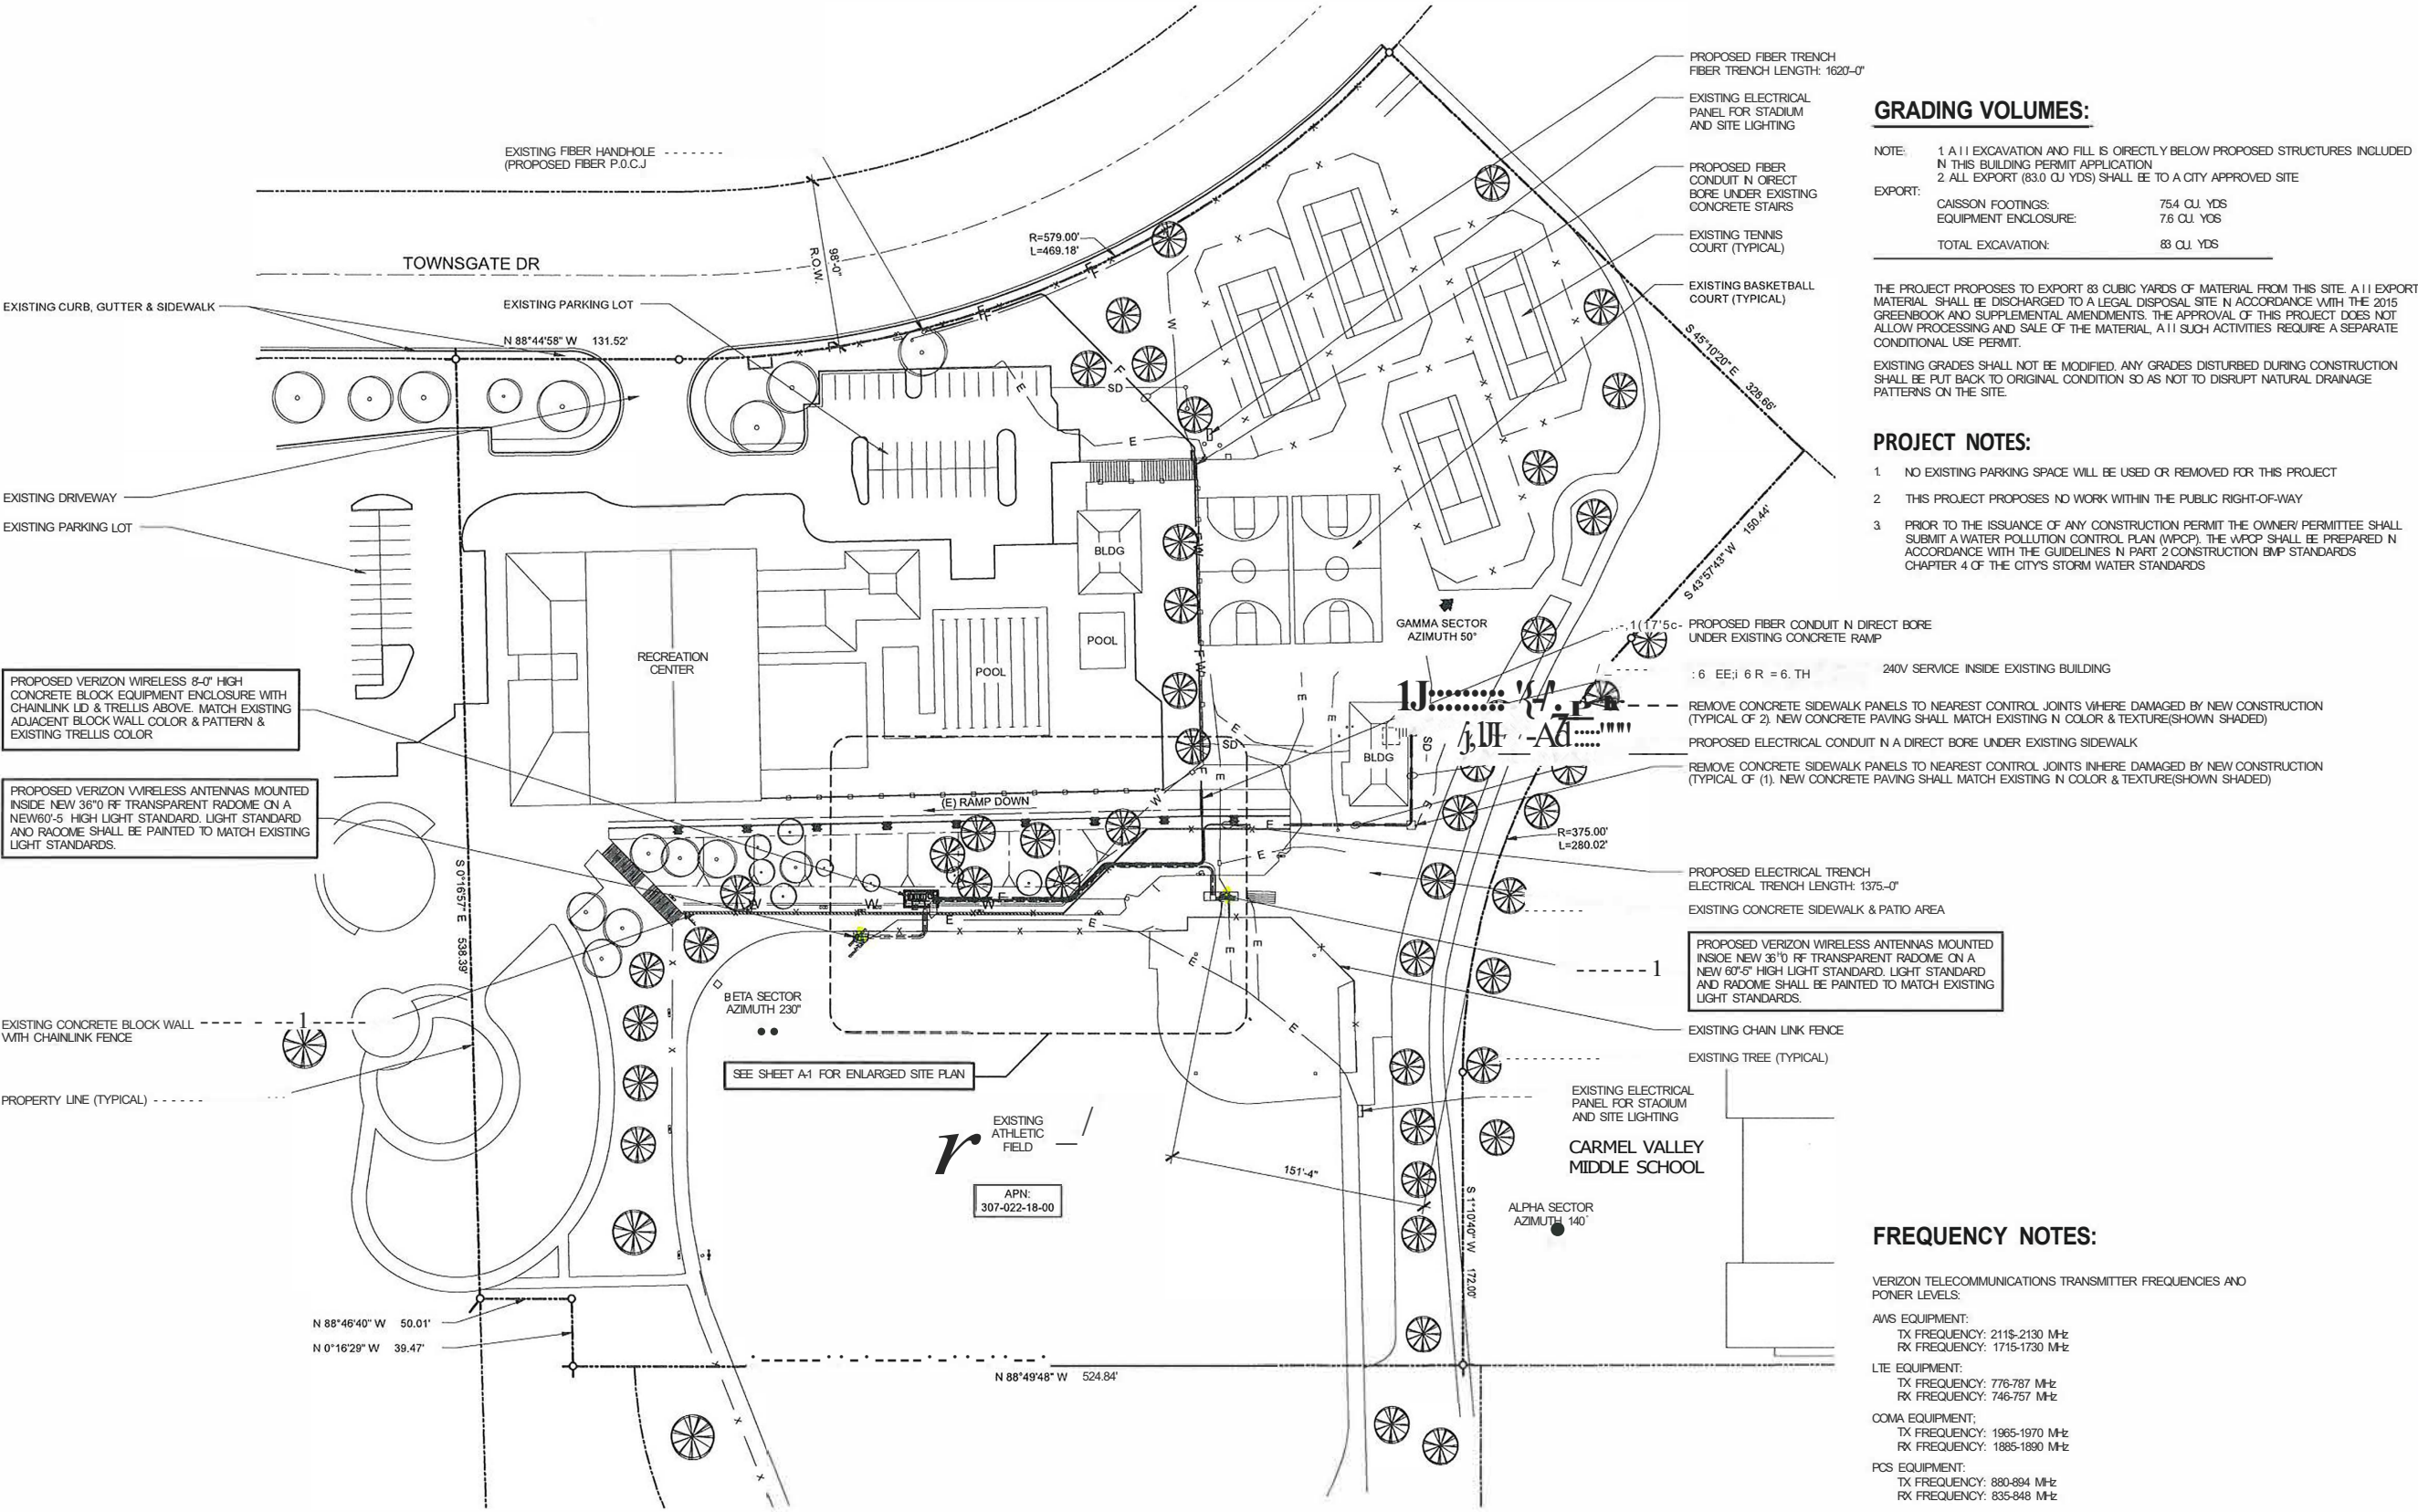 PROPOSED FIBER TRENCH
FIBER TRENCH LENGTH: 1620'-0"
EXISTING ELECTRICAL
PANEL FOR STADIUM
AND SITE LIGHTING
PROPOSED FIBER
CONDUIT IN OIRECT
BORE UNDER EXISTING
CONCRETE STAIRS
EXISTING TENNIS
COURT (TYPICAL)
EXISTING BASKETBALL
COURT (TYPICAL)
GRADING VOLUMES:
NOTE: 1. A I I EXCAVATION ANO FILL IS OIRECTLY BELOW PROPOSED STRUCTURES INCLUDED
IN THIS BUILDING PERMIT APPLICATION
2. ALL EXPORT (83.0 CU YDS) SHALL BE TO A CITY APPROVED SITE
EXPORT:
CAISSON FOOTINGS: 75.4 CU. YDS
EQUIPMENT ENCLOSURE: 7.6 CU. YOS
TOTAL EXCAVATION: 83 CU. YDS
THE PROJECT PROPOSES TO EXPORT 83 CUBIC YARDS OF MATERIAL FROM THIS SITE. A I I EXPORT
MATERIAL SHALL BE DISCHARGED TO A LEGAL DISPOSAL SITE IN ACCORDANCE WITH THE 2015
GREENBOOK ANO SUPPLEMENTAL AMENDMENTS. THE APPROVAL OF THIS PROJECT DOES NOT
ALLOW PROCESSING AND SALE OF THE MATERIAL, A I I SUCH ACTIVITIES REQUIRE A SEPARATE
CONDITIONAL USE PERMIT.
EXISTING GRADES SHALL NOT BE MODIFIED. ANY GRADES DISTURBED DURING CONSTRUCTION
SHALL BE PUT BACK TO ORIGINAL CONDITION SO AS NOT TO DISRUPT NATURAL DRAINAGE
PATTERNS ON THE SITE.
PROJECT NOTES:
1. NO EXISTING PARKING SPACE WILL BE USED OR REMOVED FOR THIS PROJECT
2 THIS PROJECT PROPOSES NO WORK WITHIN THE PUBLIC RIGHT-OF-WAY
3. PRIOR TO THE ISSUANCE OF ANY CONSTRUCTION PERMIT THE OWNER/ PERMITTEE SHALL
SUBMIT A WATER POLLUTION CONTROL PLAN (WPCP). THE WPCP SHALL BE PREPARED IN
ACCORDANCE WITH THE GUIDELINES IN PART 2 CONSTRUCTION BMP STANDARDS
CHAPTER 4 OF THE CITY'S STORM WATER STANDARDS
EXISTING FIBER HANDHOLE
(PROPOSED FIBER P.0.C.J
TOWNSGATE DR
98'-0"
R.O.W.
R=579.00'
L=469.18'
EXISTING CURB, GUTTER & SIDEWALK
EXISTING PARKING LOT
N 88°44'58" W 131.52'
S 45°10'20" E 328.66'
S 43°57'43" W 150.44'
EXISTING DRIVEWAY
EXISTING PARKING LOT
SD
BLDG
POOL
POOL
RECREATION
CENTER
GAMMA SECTOR
AZIMUTH 50°
BLDG
SD
SD
PROPOSED FIBER CONDUIT IN DIRECT BORE
UNDER EXISTING CONCRETE RAMP
: 6 EE;i 6 R = 6. TH 240V SERVICE INSIDE EXISTING BUILDING
REMOVE CONCRETE SIDEWALK PANELS TO NEAREST CONTROL JOINTS WHERE DAMAGED BY NEW CONSTRUCTION
(TYPICAL OF 2). NEW CONCRETE PAVING SHALL MATCH EXISTING IN COLOR & TEXTURE(SHOWN SHADED)
PROPOSED ELECTRICAL CONDUIT IN A DIRECT BORE UNDER EXISTING SIDEWALK
REMOVE CONCRETE SIDEWALK PANELS TO NEAREST CONTROL JOINTS INHERE DAMAGED BY NEW CONSTRUCTION
(TYPICAL OF (1). NEW CONCRETE PAVING SHALL MATCH EXISTING IN COLOR & TEXTURE(SHOWN SHADED)
PROPOSED VERIZON WIRELESS 8'-0" HIGH
CONCRETE BLOCK EQUIPMENT ENCLOSURE WITH
CHAINLINK LID & TRELLIS ABOVE. MATCH EXISTING
ADJACENT BLOCK WALL COLOR & PATTERN &
EXISTING TRELLIS COLOR
PROPOSED VERIZON WIRELESS ANTENNAS MOUNTED
INSIDE NEW 36"0 RF TRANSPARENT RADOME ON A
NEW60'-5 HIGH LIGHT STANDARD. LIGHT STANDARD
ANO RAOOME SHALL BE PAINTED TO MATCH EXISTING
LIGHT STANDARDS.
(E) RAMP DOWN
R=375.00'
L=280.02'
S 0°16'57" E 538.39'
PROPOSED ELECTRICAL TRENCH
ELECTRICAL TRENCH LENGTH: 1375.-0"
EXISTING CONCRETE SIDEWALK & PATIO AREA
PROPOSED VERIZON WIRELESS ANTENNAS MOUNTED
INSIOE NEW 36"0 RF TRANSPARENT RADOME ON A
NEW 60'-5" HIGH LIGHT STANDARD. LIGHT STANDARD
AND RADOME SHALL BE PAINTED TO MATCH EXISTING
LIGHT STANDARDS.
BETA SECTOR
AZIMUTH 230"
EXISTING CONCRETE BLOCK WALL
WITH CHAINLINK FENCE
EXISTING CHAIN LINK FENCE
EXISTING TREE (TYPICAL)
SEE SHEET A-1 FOR ENLARGED SITE PLAN
PROPERTY LINE (TYPICAL)
EXISTING
ATHLETIC
FIELD
APN:
307-022-18-00
151'-4"
EXISTING ELECTRICAL
PANEL FOR STAOIUM
AND SITE LIGHTING
CARMEL VALLEY
MIDDLE SCHOOL
ALPHA SECTOR
AZIMUTH 140°
S 1°10'40" W 172.00'
N 88°46'40" W 50.01'
N 0°16'29" W 39.47'
N 88°49'48" W 524.84'
FREQUENCY NOTES:
VERIZON TELECOMMUNICATIONS TRANSMITTER FREQUENCIES ANO
PO'NER LEVELS:
AWS EQUIPMENT:
TX FREQUENCY: 211$-.2130 MHz
RX FREQUENCY: 1715-1730 MHz
LTE EQUIPMENT:
TX FREQUENCY: 776-787 MHz
RX FREQUENCY: 746-757 MHz
COMA EQUIPMENT;
TX FREQUENCY: 1965-1970 MHz
RX FREQUENCY: 1885-1890 MHz
PCS EQUIPMENT:
TX FREQUENCY: 880-894 MHz
RX FREQUENCY: 835-848 MHz